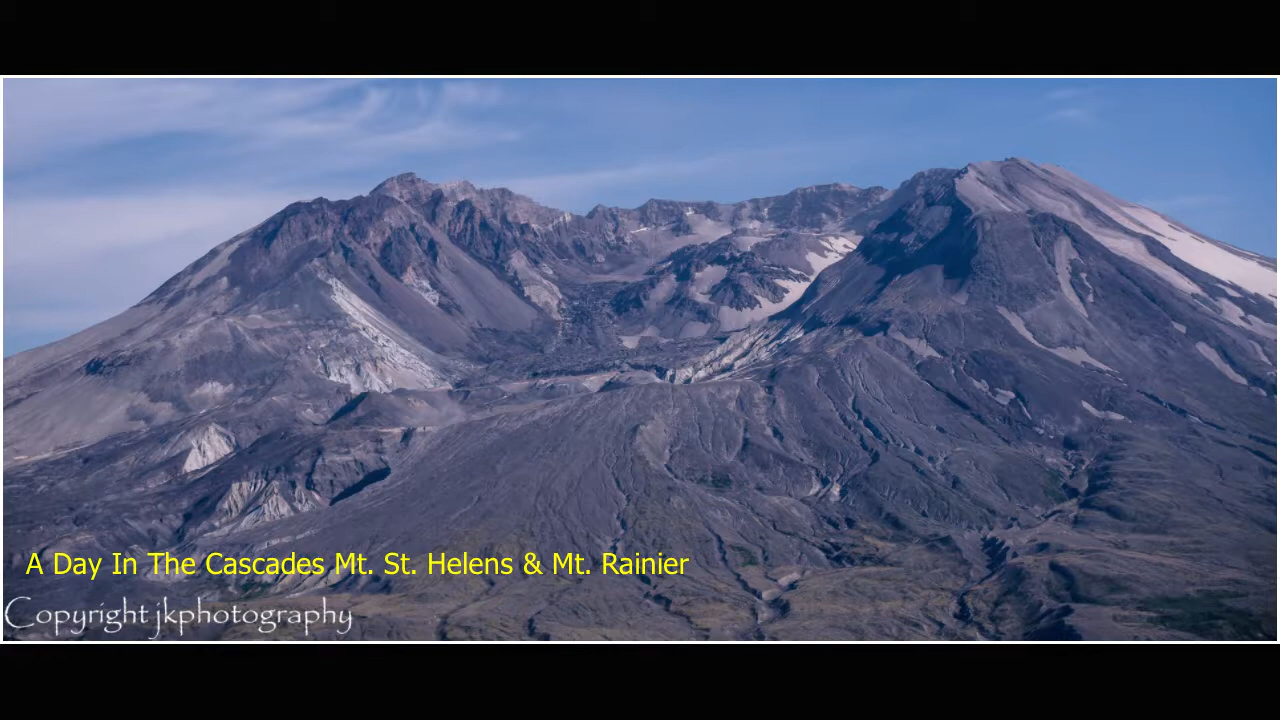 A Day In The Cascades Mt. St. Helens & Mt. Rainier
Copyright jkphotography